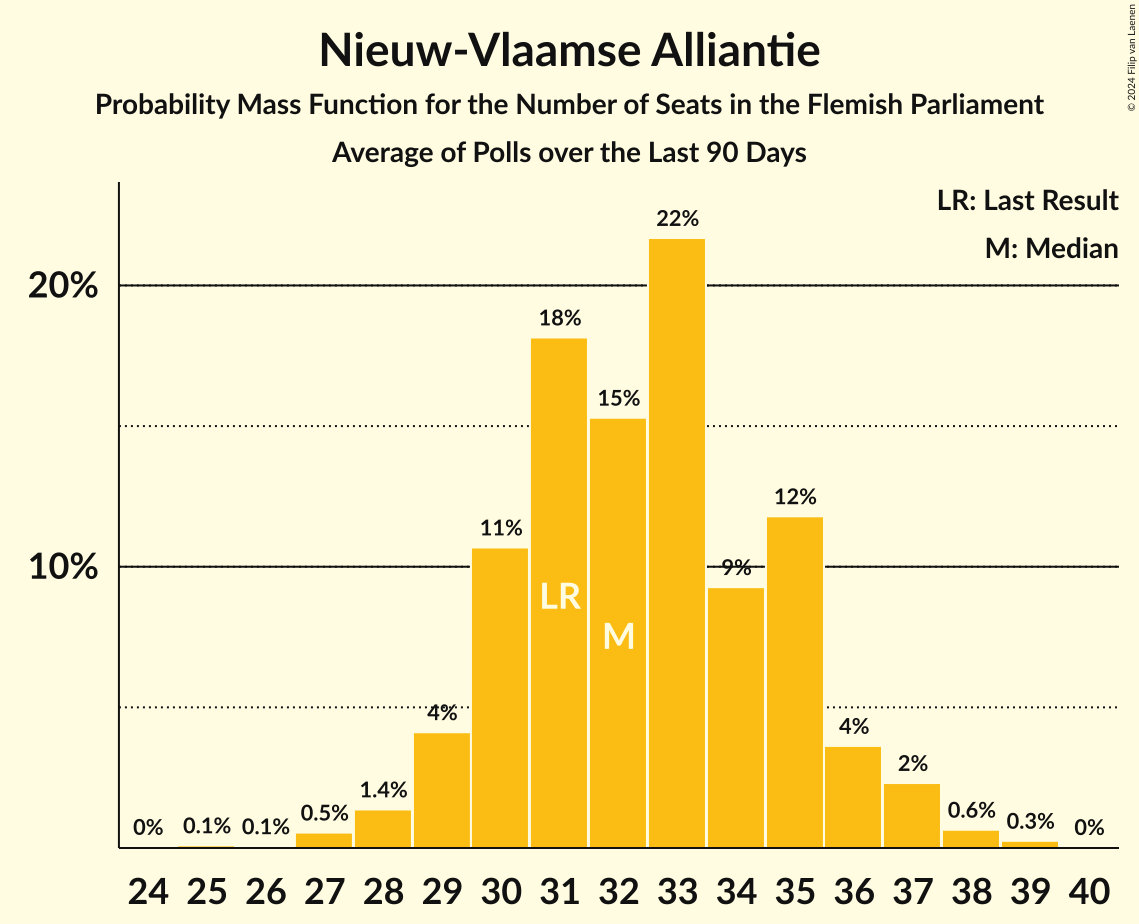 Nieuw-Vlaamse Alliantie
Probability Mass Function for the Number of Seats in the Flemish Parliament
Average of Polls over the Last 90 Days
© 2024 Filip van Laenen
LR: Last Result
M: Median
20%
10%
0%
0.1%
0.1%
0.5%
1.4%
4%
11%
18%
15%
22%
9%
12%
4%
2%
0.6%
0.3%
0%
LR
M
24 25 26 27 28 29 30 31 32 33 34 35 36 37 38 39 40